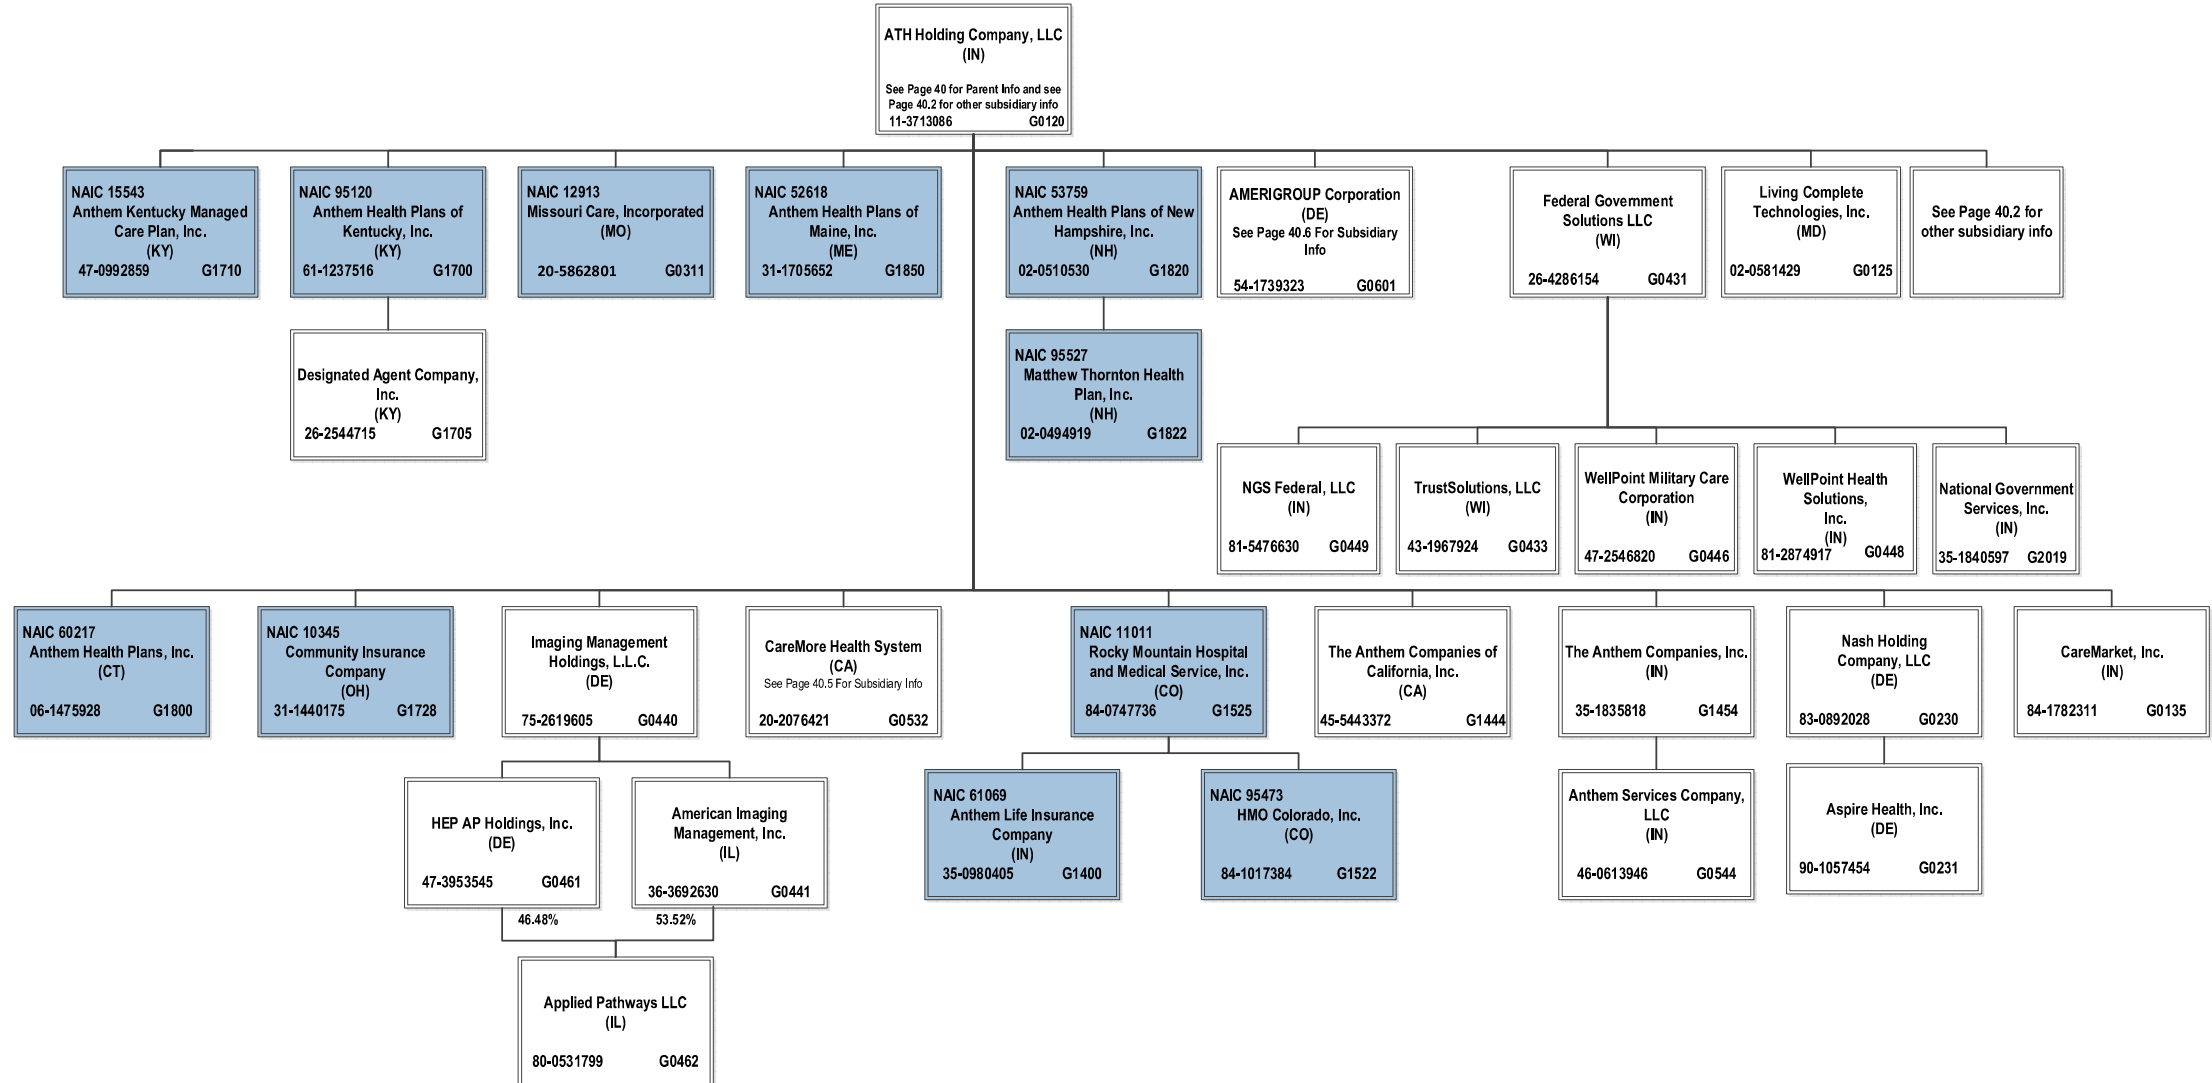 ATH Holding Company, LLC
(IN)
See Page 40 for Parent Info and see
Page 40.2 for other subsidiary info
11-3713086 G0120
NAIC 15543
Anthem Kentucky Managed
Care Plan, Inc.
(KY)
47-0992859 G1710
NAIC 95120
Anthem Health Plans of
Kentucky, Inc.
(KY)
61-1237516 G1700
NAIC 12913
Missouri Care, Incorporated
(MO)
20-5862801 G0311
NAIC 52618
Anthem Health Plans of
Maine, Inc.
(ME)
31-1705652 G1850
NAIC 53759
Anthem Health Plans of New
Hampshire, Inc.
(NH)
02-0510530 G1820
AMERIGROUP Corporation
(DE)
See Page 40.6 For Subsidiary
Info
54-1739323 G0601
Federal Government
Solutions LLC
(WI)
26-4286154 G0431
Living Complete
Technologies, Inc.
(MD)
02-0581429 G0125
See Page 40.2 for
other subsidiary info
Designated Agent Company,
Inc.
(KY)
26-2544715 G1705
NAIC 95527
Matthew Thornton Health
Plan, Inc.
(NH)
02-0494919 G1822
NGS Federal, LLC
(IN)
81-5476630 G0449
TrustSolutions, LLC
(WI)
43-1967924 G0433
WellPoint Military Care
Corporation
(IN)
47-2546820 G0446
WellPoint Health
Solutions,
Inc.
(IN)
81-2874917 G0448
National Government
Services, Inc.
(IN)
35-1840597 G2019
NAIC 60217
Anthem Health Plans, Inc.
(CT)
06-1475928 G1800
NAIC 10345
Community Insurance
Company
(OH)
31-1440175 G1728
Imaging Management
Holdings, L.L.C.
(DE)
75-2619605 G0440
CareMore Health System
(CA)
See Page 40.5 For Subsidiary Info
20-2076421 G0532
NAIC 11011
Rocky Mountain Hospital
and Medical Service, Inc.
(CO)
84-0747736 G1525
The Anthem Companies of
California, Inc.
(CA)
45-5443372 G1444
The Anthem Companies, Inc.
(IN)
35-1835818 G1454
Nash Holding
Company, LLC
(DE)
83-0892028 G0230
CareMarket, Inc.
(IN)
84-1782311 G0135
HEP AP Holdings, Inc.
(DE)
47-3953545 G0461
American Imaging
Management, Inc.
(IL)
36-3692630 G0441
NAIC 61069
Anthem Life Insurance
Company
(IN)
35-0980405 G1400
NAIC 95473
HMO Colorado, Inc.
(CO)
84-1017384 G1522
Anthem Services Company,
LLC
(IN)
46-0613946 G0544
Aspire Health, Inc.
(DE)
90-1057454 G0231
46.48% 53.52%
Applied Pathways LLC
(IL)
80-0531799 G0462